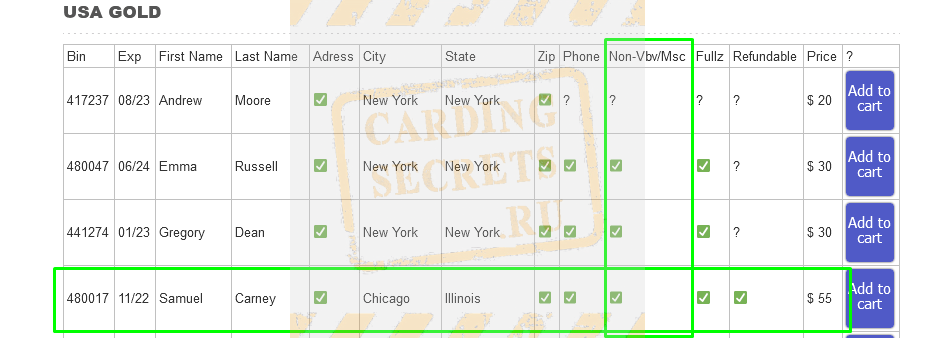 USA GOLD
Bin Exp First Name Last Name Adress City State Zip Phone Non-Vbv/Msc Fullz Refundable Price ?
417237 08/23 Andrew Moore New York New York ? ? ? ? $ 20 Add to cart
480047 06/24 Emma Russell New York New York ? $ 30 Add to cart
441274 01/23 Gregory Dean New York New York ? $ 30 Add to cart
480017 11/22 Samuel Carney Chicago Illinois $ 55 Add to cart
CARDING
SECRETS
.RU